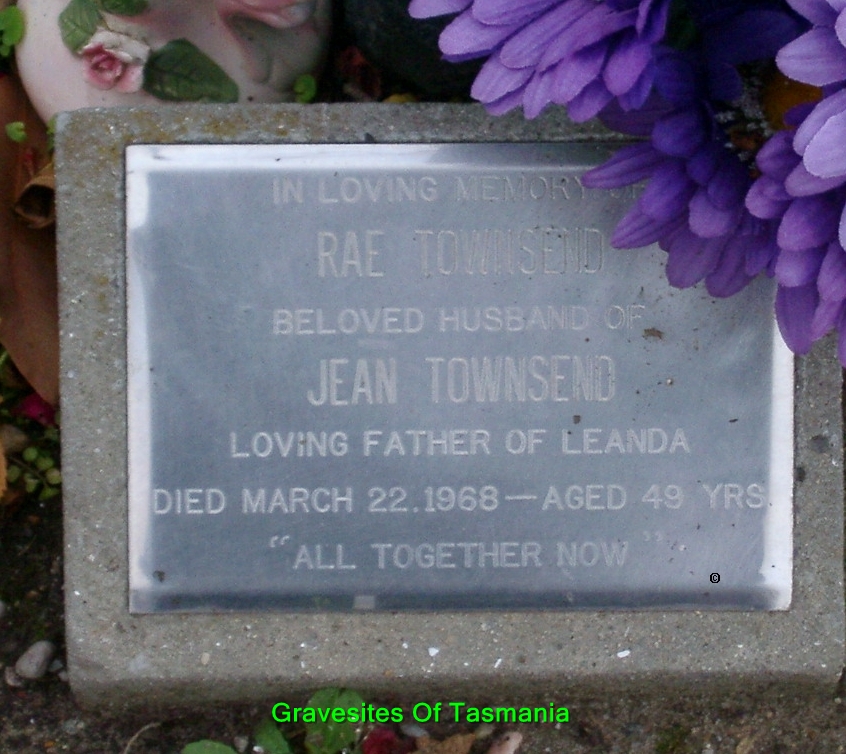 IN LOVING MEMORY OF
RAE TOWNSEND
BELOVED HUSBAND OF
JEAN TOWNSEND
LOVING FATHER OF LEANDA
DIED MARCH 22.1968—AGED 49 YRS.
"ALL TOGETHER NOW"
©
Gravesites Of Tasmania